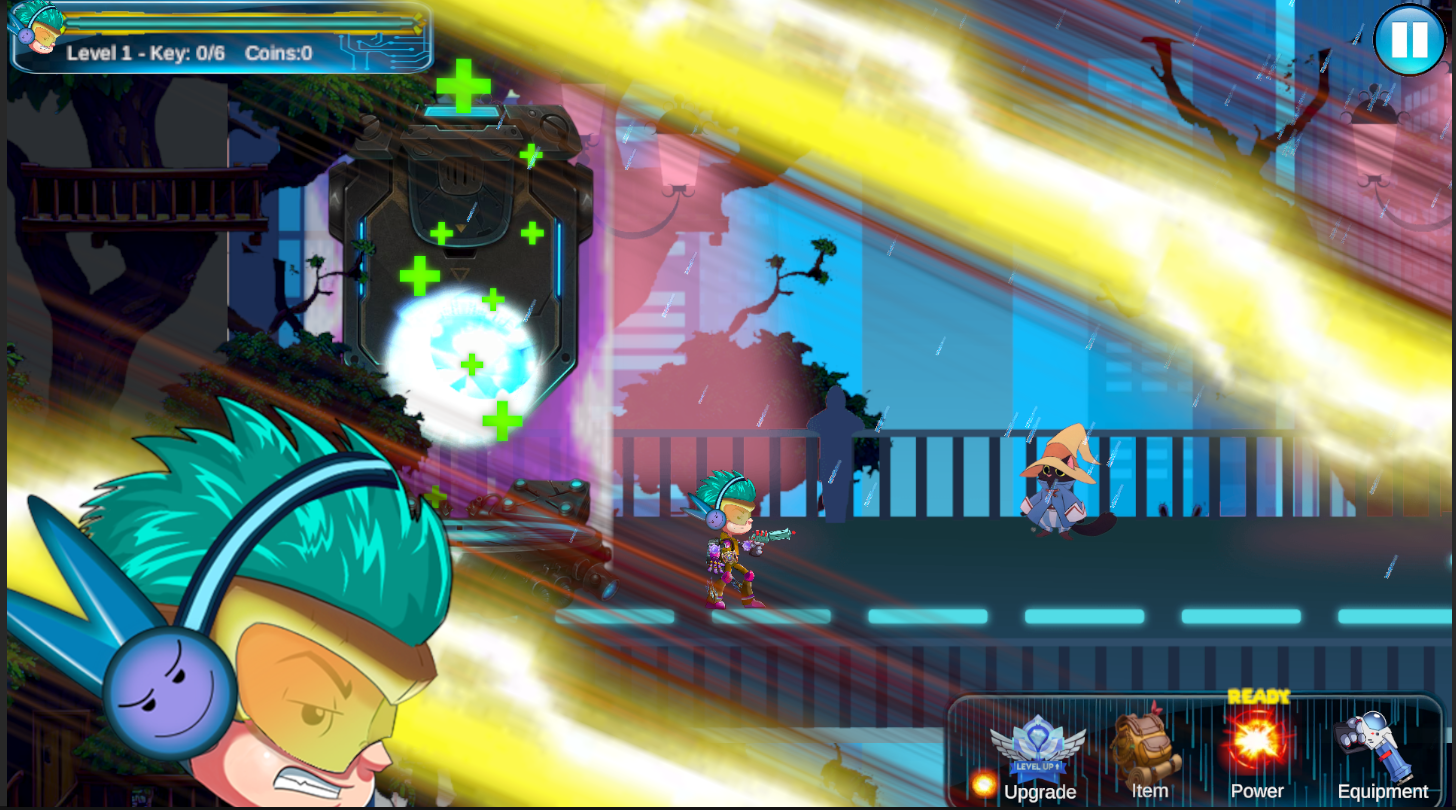 Level 1 - Key: 0/6 Coins:0
READY
LEVEL UP
Upgrade Item Power Equipment